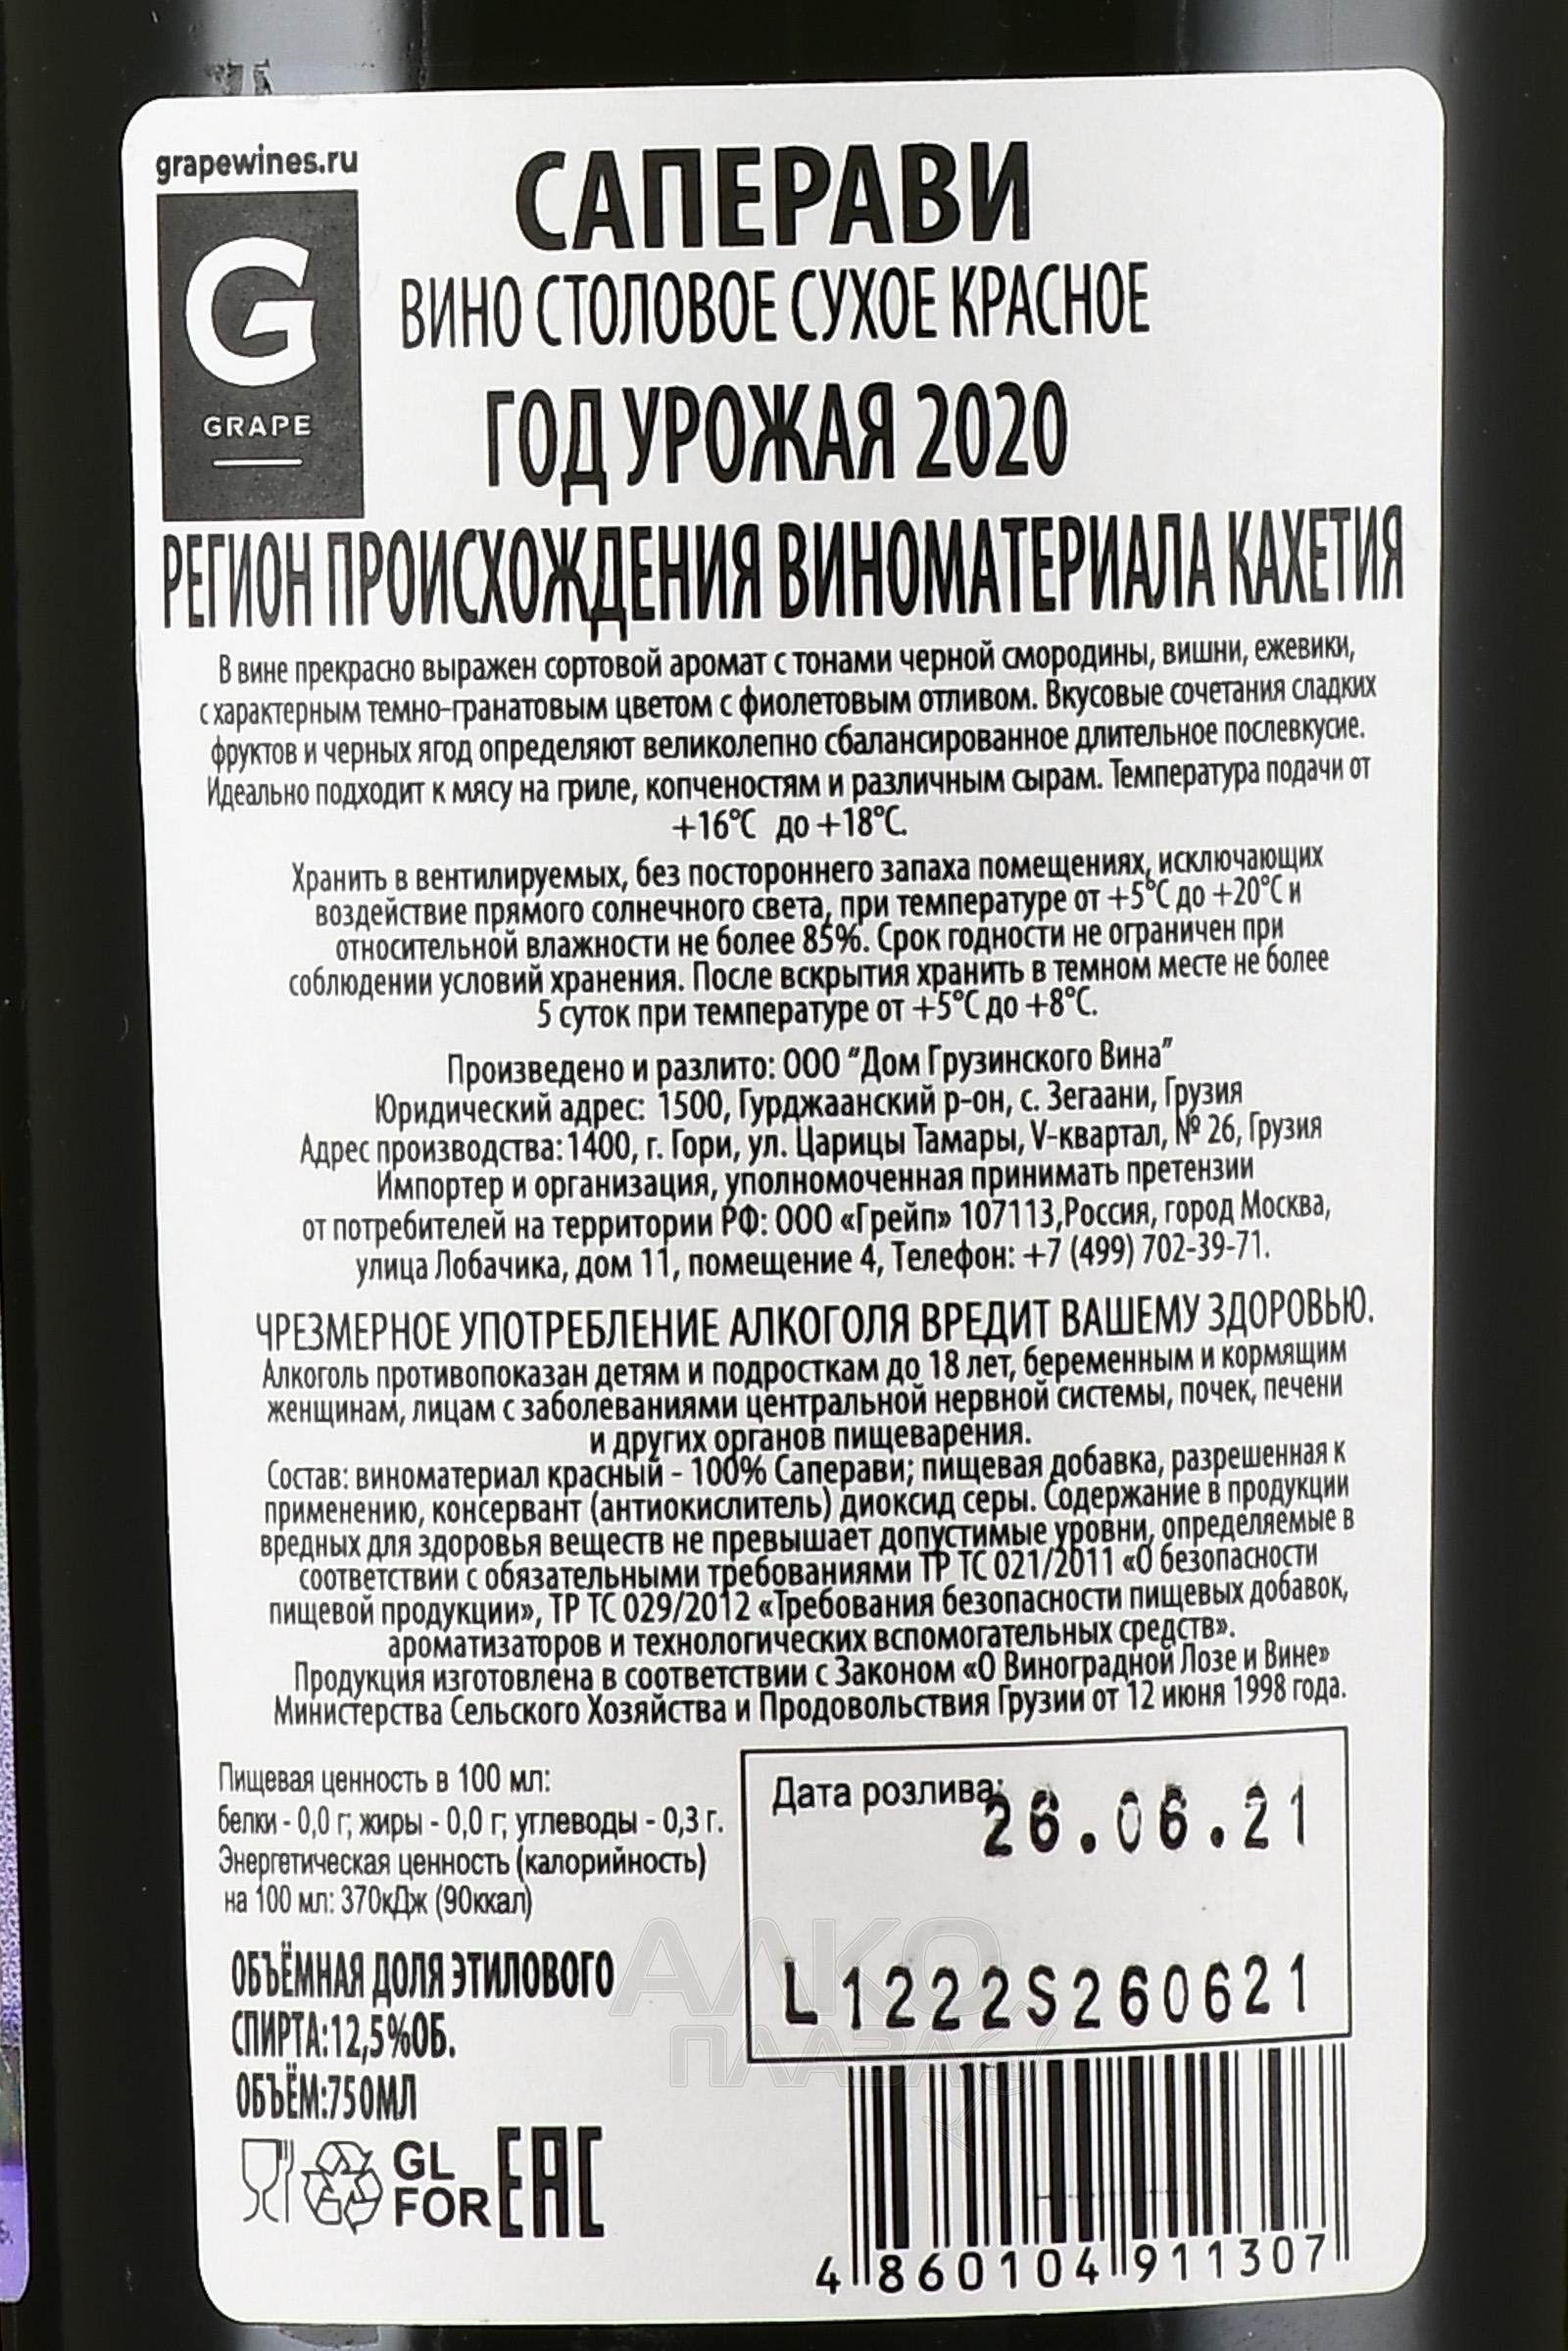 grapewines.ru
G
GRAPE
САПЕРАВИ
ВИНО СТОЛОВОЕ СУХОЕ КРАСНОЕ
ГОД УРОЖАЯ 2020
РЕГИОН ПРОИСХОЖДЕНИЯ ВИНОМАТЕРИАЛА КАХЕТИЯ
В вине прекрасно выражен сортовой аромат с тонами черной смородины, вишни, ежевики,
с характерным темно-гранатовым цветом с фиолетовым отливом. Вкусовые сочетания сладких
фруктов и черных ягод определяют великолепно сбалансированное длительное послевкусие.
Идеально подходит к мясу на гриле, копченостям и различным сырам. Температура подачи от
+16°C до +18°C.
Хранить в вентилируемых, без постороннего запаха помещениях, исключающих
воздействие прямого солнечного света, при температуре от +5°C до +20°C и
относительной влажности не более 85%. Срок годности не ограничен при
соблюдении условий хранения. После вскрытия хранить в темном месте не более
5 суток при температуре от +5°C до +8°C.
Произведено и разлито: ООО "Дом Грузинского Вина"
Юридический адрес: 1500, Гурджаанский р-он, с. Зегаани, Грузия
Адрес производства: 1400, г. Гори, ул. Царицы Тамары, V-квартал, № 26, Грузия
Импортер и организация, уполномоченная принимать претензии
от потребителей на территории РФ: ООО «Грейп» 107113,Россия, город Москва,
улица Лобачика, дом 11, помещение 4, Телефон: +7 (499) 702-39-71.
ЧРЕЗМЕРНОЕ УПОТРЕБЛЕНИЕ АЛКОГОЛЯ ВРЕДИТ ВАШЕМУ ЗДОРОВЬЮ.
Алкоголь противопоказан детям и подросткам до 18 лет, беременным и кормящим
женщинам, лицам с заболеваниями центральной нервной системы, почек, печени
и других органов пищеварения.
Состав: виноматериал красный - 100% Саперави; пищевая добавка, разрешенная к
применению, консервант (антиокислитель) диоксид серы. Содержание в продукции
вредных для здоровья веществ не превышает допустимые уровни, определяемые в
соответствии с обязательными требованиями ТР ТС 021/2011 «О безопасности
пищевой продукции», ТР ТС 029/2012 «Требования безопасности пищевых добавок,
ароматизаторов и технологических вспомогательных средств».
Продукция изготовлена в соответствии с Законом «О Виноградной Лозе и Вине»
Министерства Сельского Хозяйства и Продовольствия Грузии от 12 июня 1998 года.
Пищевая ценность в 100 мл:
белки - 0,0 г; жиры - 0,0 г; углеводы - 0,3 г.
Энергетическая ценность (калорийность)
на 100 мл: 370кДж (90ккал)
ОБЪЁМНАЯ ДОЛЯ ЭТИЛОВОГО
СПИРТА:12,5%ОБ.
ОБЪЁМ:750МЛ
GL
FOR
EAC
Дата розлива:
26.06.21
L1222S260621
АЛКО
ПЛАЗА
4 860104 911307